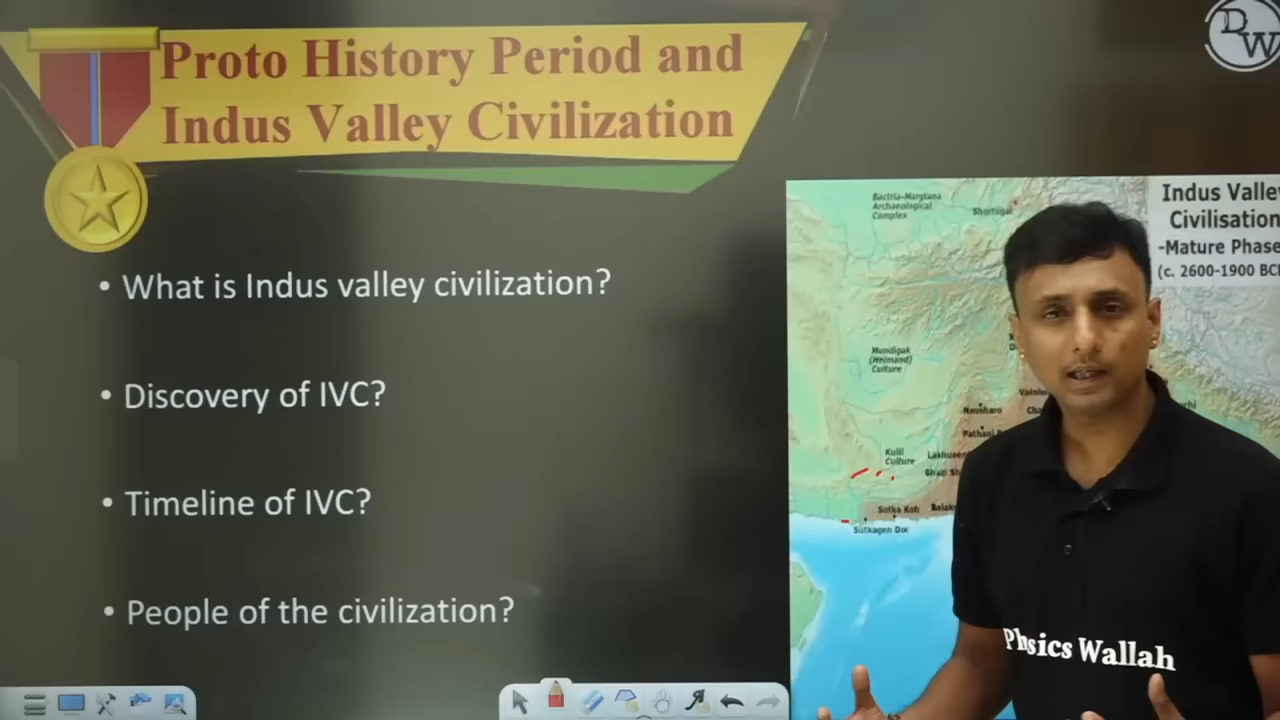 Proto History Period and
Indus Valley Civilization
PW
• What is Indus valley civilization?
• Discovery of IVC?
• Timeline of IVC?
• People of the civilization?
Indus Valley
Civilisation
-Mature Phase
(c. 2600-1900 BC
Bactria-Margiana
Archaeological
Complex
Shortugai
Mundigak
(Helmand)
Culture
Nausharo
Kulli
Culture
Sotka Koh
Sutkagen Dor
Physics Wallah